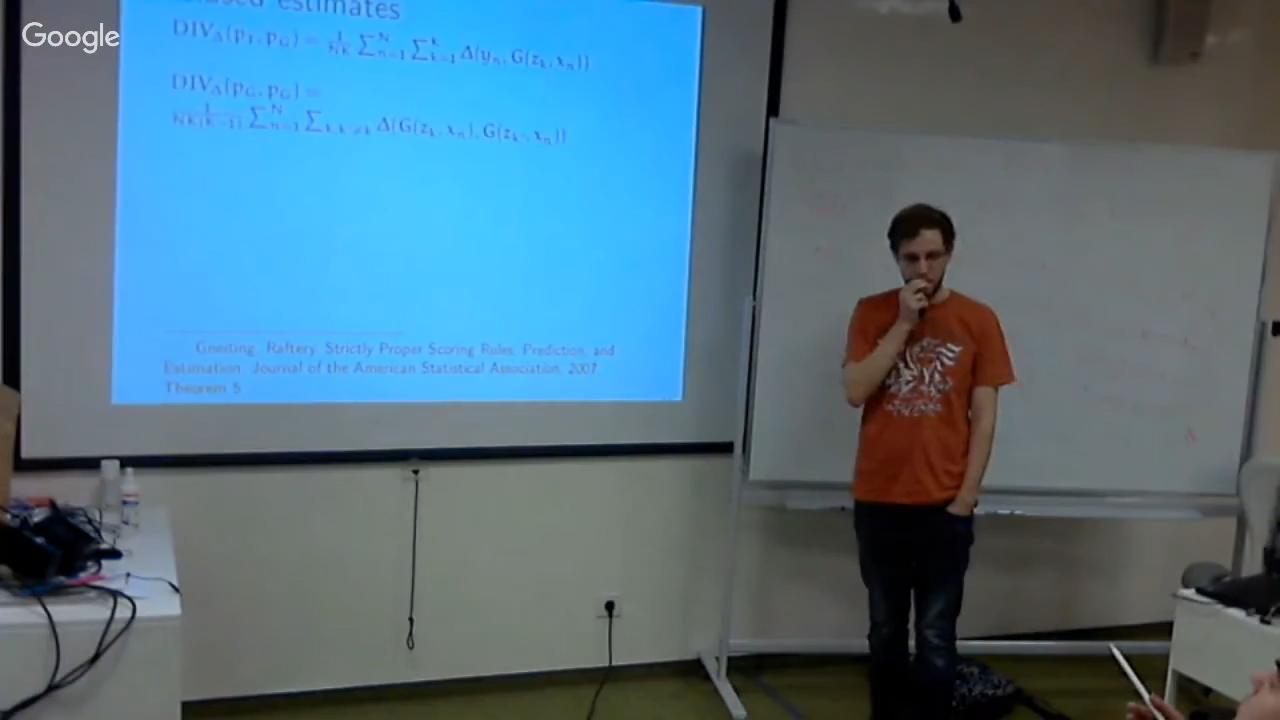 Google
estimates
DIV_Δ(p_T, p_G) = 1/NK ∑_{n=1}^N ∑_{k=1}^K Δ(y_n, G(z_k, x_n))
DIV_Δ(p_G, p_G) =
1/NK(K−1) ∑_{n=1}^N Δ(G(z_k, x_n), G(z_k', x_n))
Gneiting, Raftery. Strictly Proper Scoring Rules, Prediction, and
Estimation. Journal of the American Statistical Association, 2007
Theorem 5